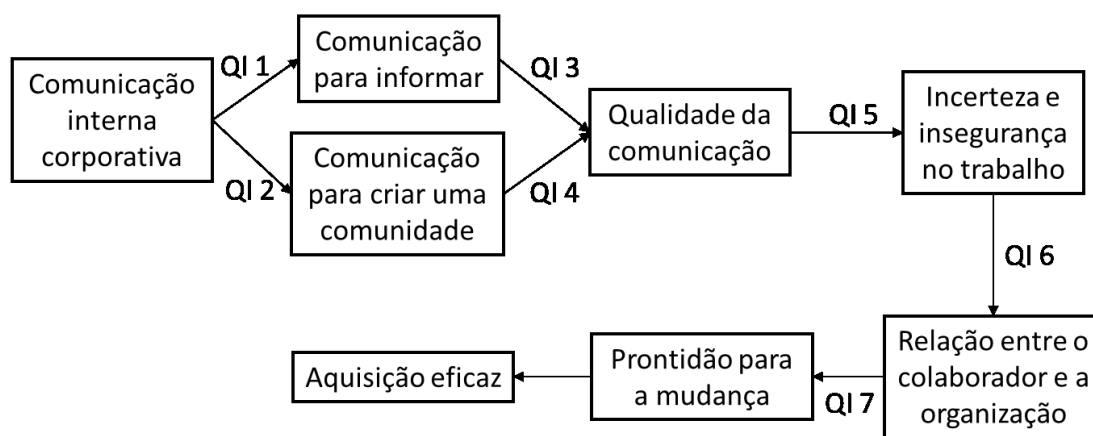 Comunicação
interna
corporativa
QI 1
QI 2
Comunicação
para informar
Comunicação
para criar uma
comunidade
QI 3
QI 4
Qualidade da
comunicação
QI 5
Incerteza e
insegurança
no trabalho
QI 6
Relação entre o
colaborador e a
organização
QI 7
Prontidão para
a mudança
Aquisição eficaz